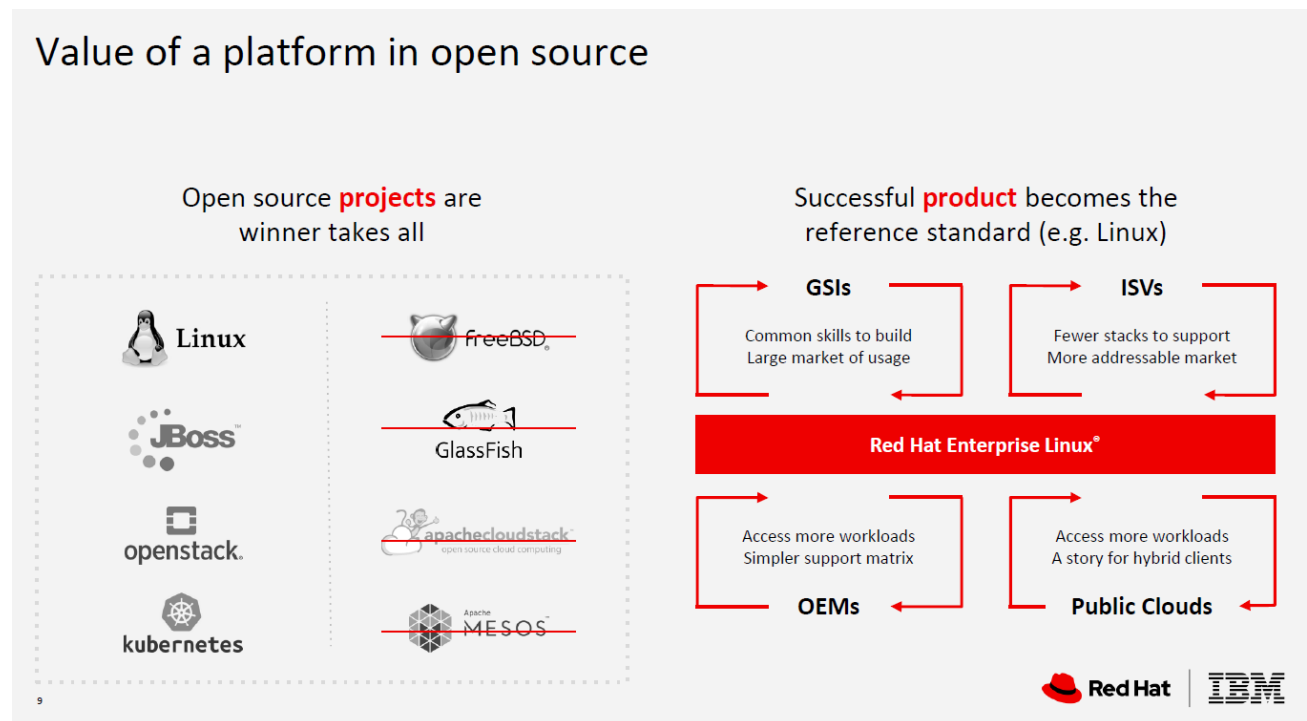 Value of a platform in open source
Open source projects are
winner takes all
Linux
freeBSD®
JBoss™
GlassFish
openstack.
apachecloudstack™
open source cloud computing
kubernetes
Apache
MESOS™
Successful product becomes the
reference standard (e.g. Linux)
GSIs
Common skills to build
Large market of usage
ISVs
Fewer stacks to support
More addressable market
Red Hat Enterprise Linux®
Access more workloads
Simpler support matrix
OEMs
Access more workloads
A story for hybrid clients
Public Clouds
9
Red Hat
IBM